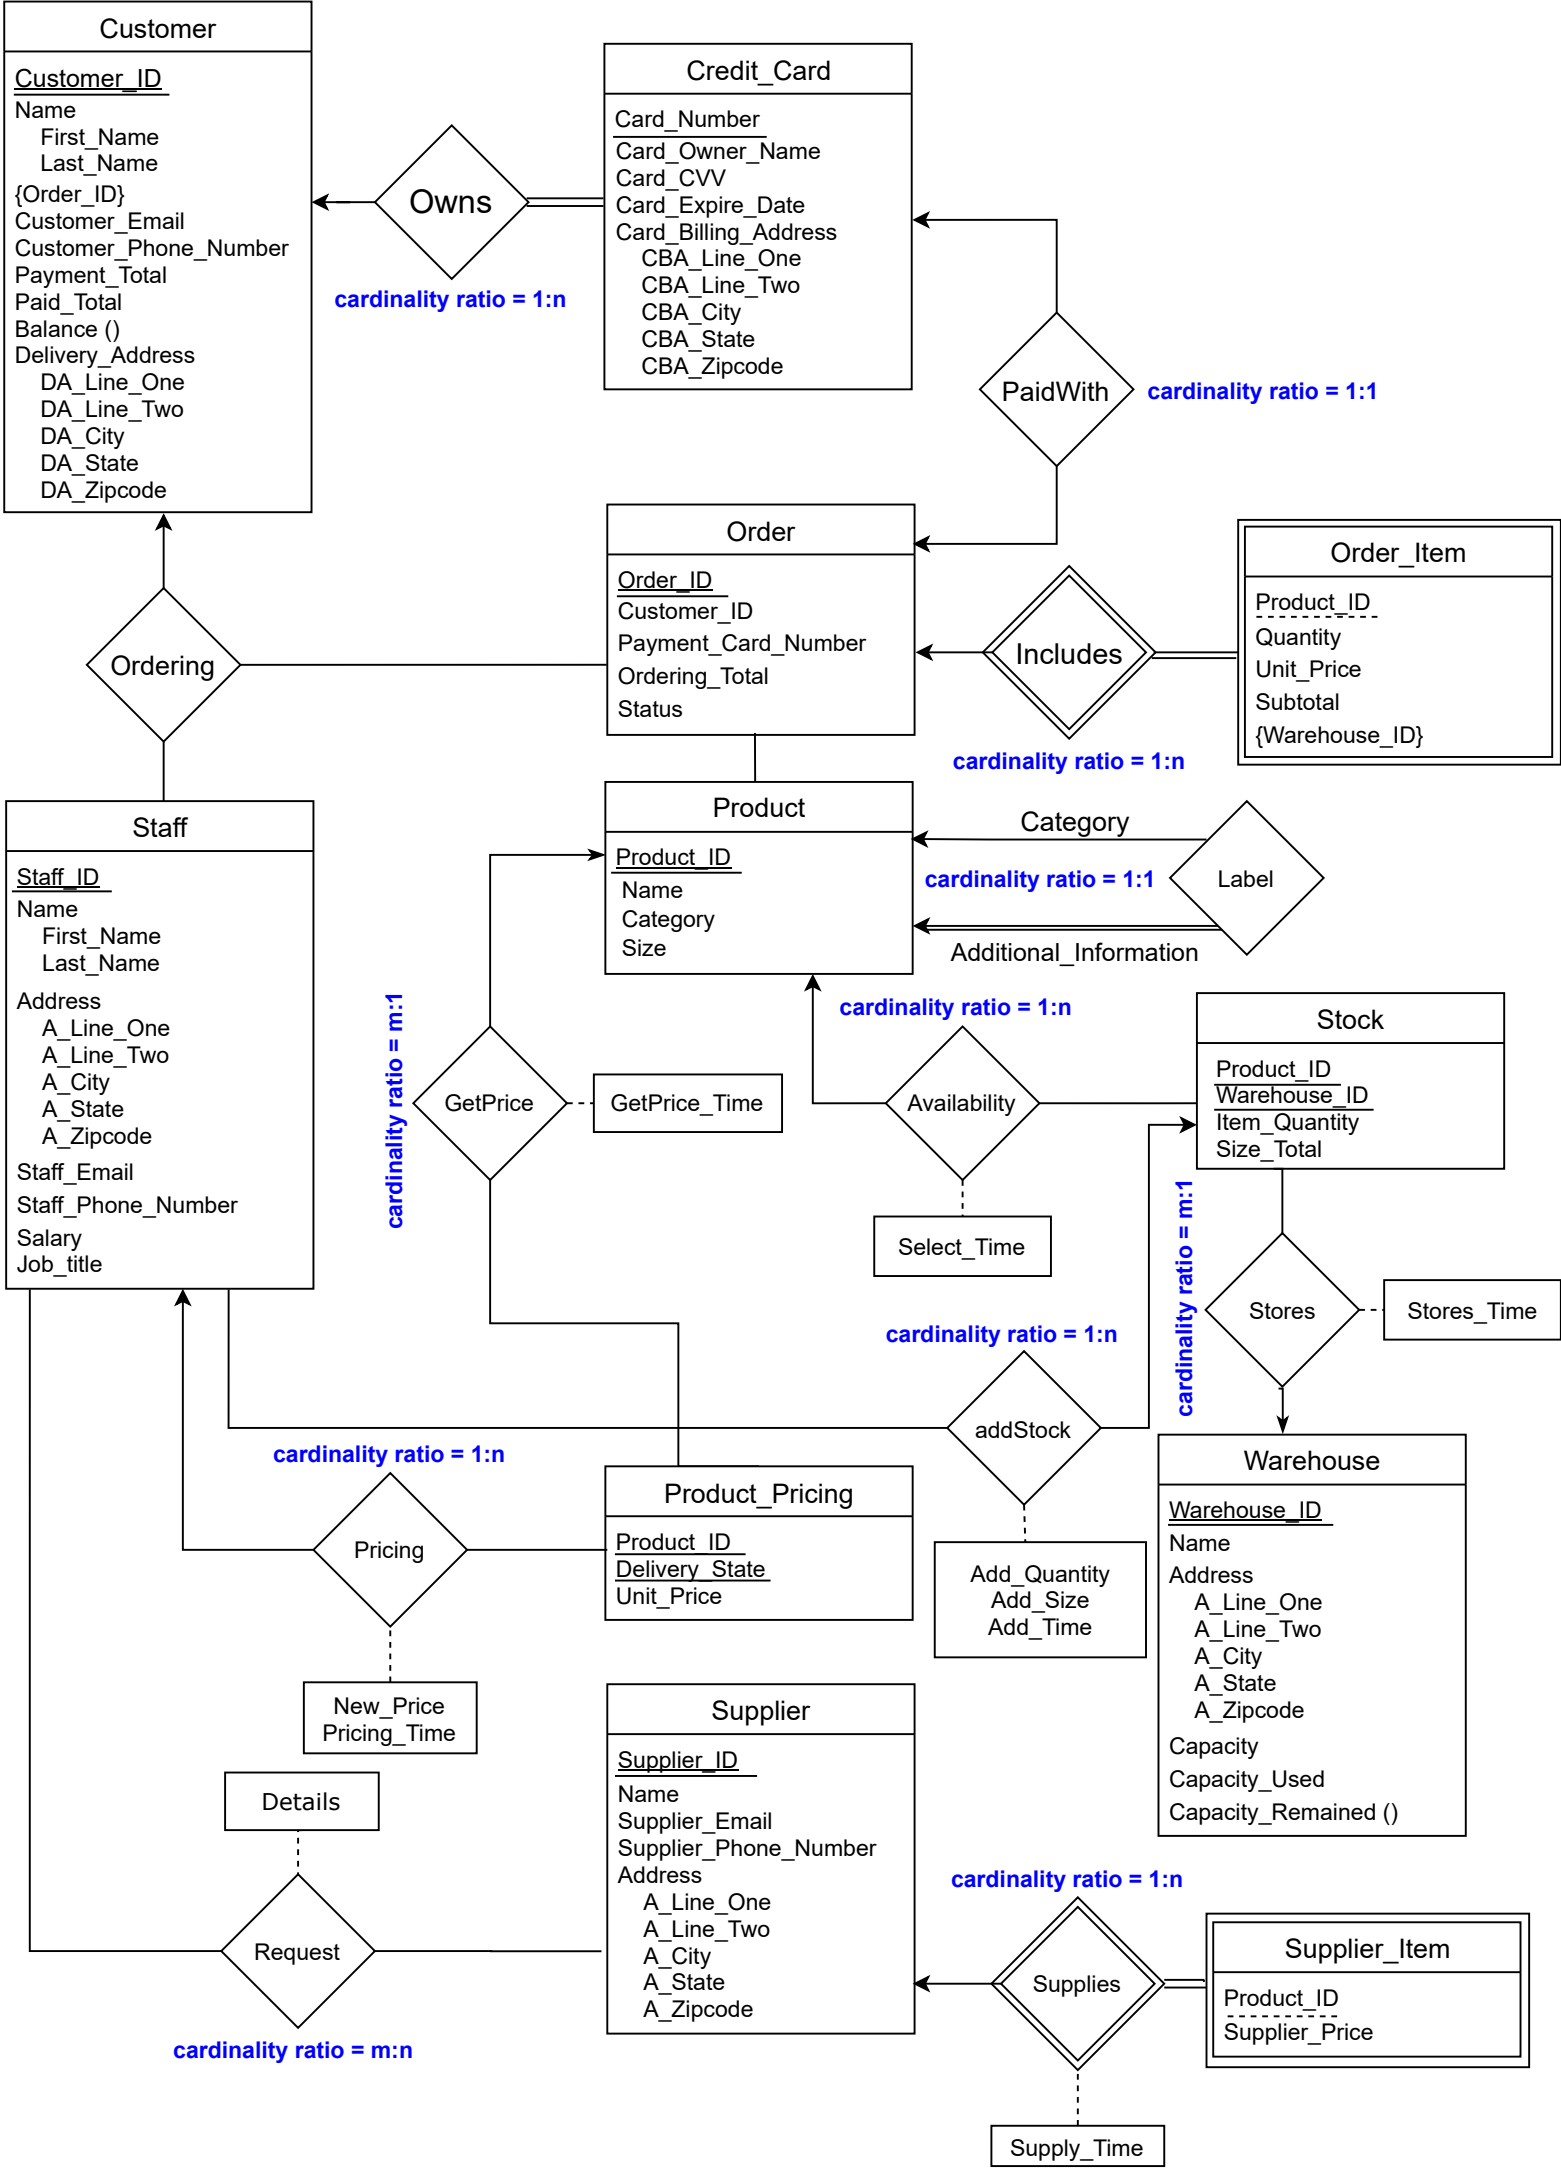 Customer
Customer_ID
Name
First_Name
Last_Name
{Order_ID}
Customer_Email
Customer_Phone_Number
Payment_Total
Paid_Total
Balance ()
Delivery_Address
DA_Line_One
DA_Line_Two
DA_City
DA_State
DA_Zipcode
Owns
cardinality ratio = 1:n
Credit_Card
Card_Number
Card_Owner_Name
Card_CVV
Card_Expire_Date
Card_Billing_Address
CBA_Line_One
CBA_Line_Two
CBA_City
CBA_State
CBA_Zipcode
PaidWith
cardinality ratio = 1:1
Ordering
Order
Order_ID
Customer_ID
Payment_Card_Number
Ordering_Total
Status
Includes
cardinality ratio = 1:n
Order_Item
Product_ID
Quantity
Unit_Price
Subtotal
{Warehouse_ID}
Staff
Staff_ID
Name
First_Name
Last_Name
Address
A_Line_One
A_Line_Two
A_City
A_State
A_Zipcode
Staff_Email
Staff_Phone_Number
Salary
Job_title
Product
Product_ID
Name
Category
Size
Category
cardinality ratio = 1:1
Label
Additional_Information
cardinality ratio = m:1
GetPrice
GetPrice_Time
cardinality ratio = 1:n
Availability
Select_Time
Stock
Product_ID
Warehouse_ID
Item_Quantity
Size_Total
cardinality ratio = m:1
Stores
Stores_Time
cardinality ratio = 1:n
addStock
Add_Quantity
Add_Size
Add_Time
cardinality ratio = 1:n
Pricing
New_Price
Pricing_Time
Product_Pricing
Product_ID
Delivery_State
Unit_Price
Warehouse
Warehouse_ID
Name
Address
A_Line_One
A_Line_Two
A_City
A_State
A_Zipcode
Capacity
Capacity_Used
Capacity_Remained ()
Details
Request
cardinality ratio = m:n
Supplier
Supplier_ID
Name
Supplier_Email
Supplier_Phone_Number
Address
A_Line_One
A_Line_Two
A_City
A_State
A_Zipcode
cardinality ratio = 1:n
Supplies
Supply_Time
Supplier_Item
Product_ID
Supplier_Price